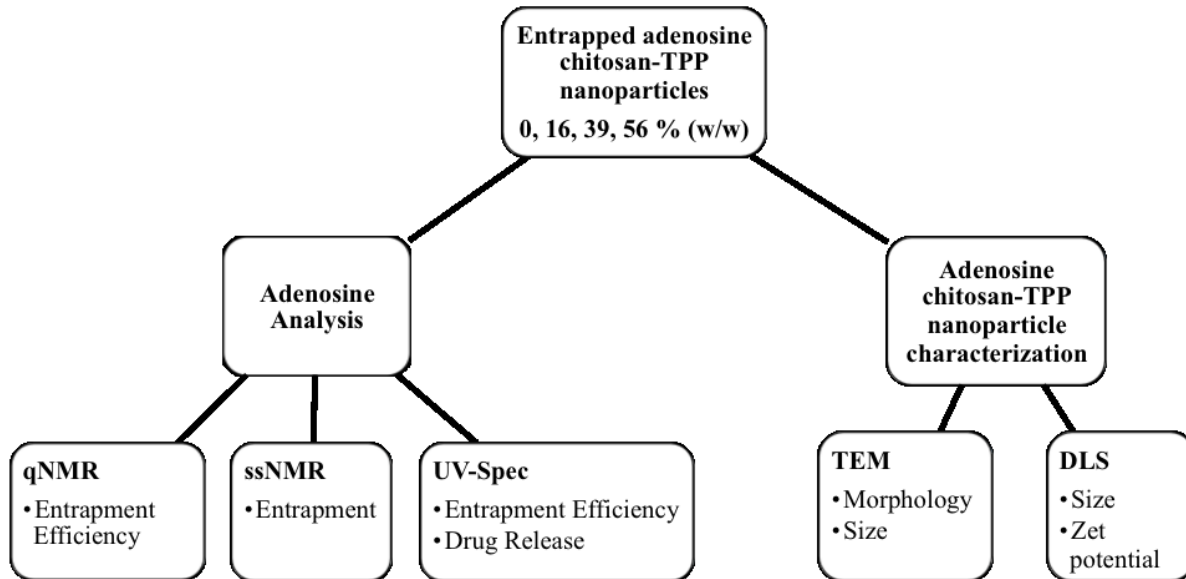 Entrapped adenosine
chitosan-TPP
nanoparticles
0, 16, 39, 56 % (w/w)
Adenosine
Analysis
Adenosine
chitosan-TPP
nanoparticle
characterization
qNMR
• Entrapment
Efficiency
ssNMR
• Entrapment
UV-Spec
• Entrapment Efficiency
• Drug Release
TEM
• Morphology
• Size
DLS
• Size
• Zet
potential